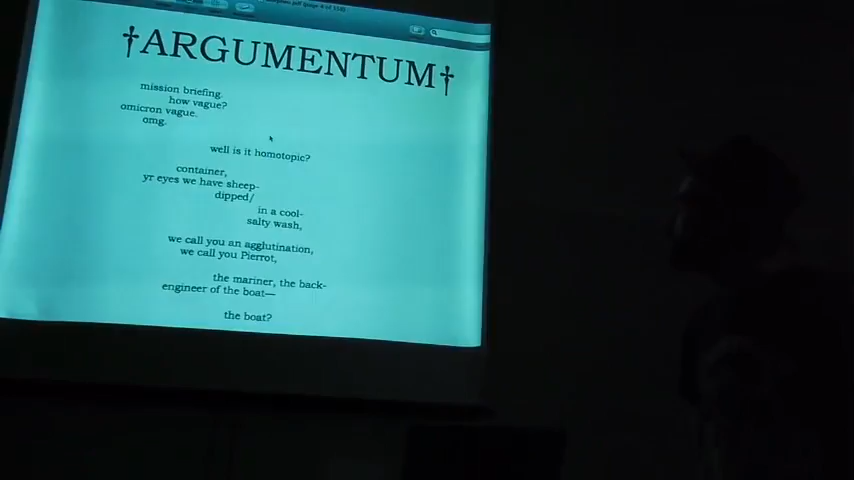 †ARGUMENTUM†
mission briefing.
how vague?
omicron vague.
omg.
well is it homotopic?
container,
yr eyes we have sheep-
dipped/
in a cool-
salty wash,
we call you an agglutination,
we call you Pierrot,
the mariner, the back-
engineer of the boat—
the boat?